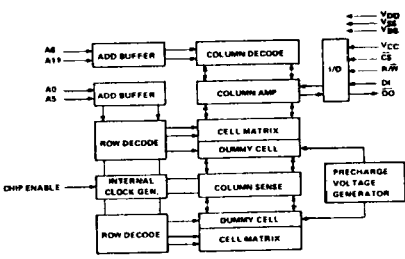 VDD
VSS
VBB
A6
A11
ADD BUFFER
COLUMN DECODE
VCC
CS
R/W
DI
DO
I/O
A0
A5
ADD BUFFER
COLUMN AMP
ROW DECODE
CELL MATRIX
DUMMY CELL
CHIP ENABLE
INTERNAL
CLOCK GEN.
COLUMN SENSE
PRECHARGE
VOLTAGE
GENERATOR
ROW DECODE
DUMMY CELL
CELL MATRIX